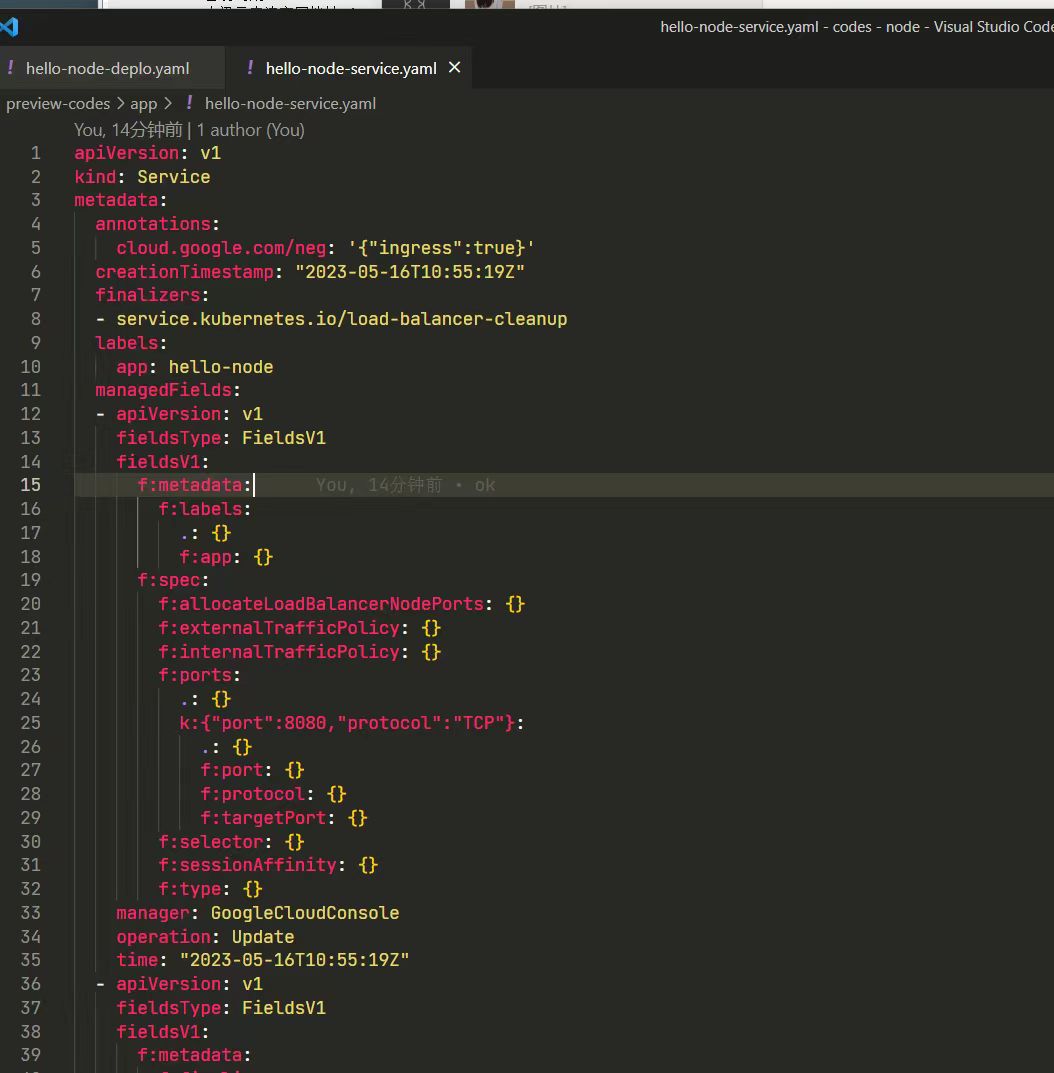 hello-node-service.yaml - codes - node - Visual Studio Code
! hello-node-deplo.yaml ! hello-node-service.yaml ×
preview-codes > app > ! hello-node-service.yaml
You, 14分钟前 | 1 author (You)
1 apiVersion: v1
2 kind: Service
3 metadata:
4 annotations:
5 cloud.google.com/neg: '{"ingress":true}'
6 creationTimestamp: "2023-05-16T10:55:19Z"
7 finalizers:
8 - service.kubernetes.io/load-balancer-cleanup
9 labels:
10 app: hello-node
11 managedFields:
12 - apiVersion: v1
13 fieldsType: FieldsV1
14 fieldsV1:
15 f:metadata: You, 14分钟前 • ok
16 f:labels:
17 .: {}
18 f:app: {}
19 f:spec:
20 f:allocateLoadBalancerNodePorts: {}
21 f:externalTrafficPolicy: {}
22 f:internalTrafficPolicy: {}
23 f:ports:
24 .: {}
25 k:{"port":8080,"protocol":"TCP"}:
26 .: {}
27 f:port: {}
28 f:protocol: {}
29 f:targetPort: {}
30 f:selector: {}
31 f:sessionAffinity: {}
32 f:type: {}
33 manager: GoogleCloudConsole
34 operation: Update
35 time: "2023-05-16T10:55:19Z"
36 - apiVersion: v1
37 fieldsType: FieldsV1
38 fieldsV1:
39 f:metadata: